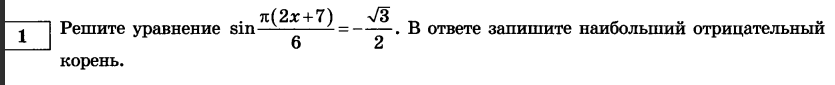 1 Решите уравнение sin π(2x+7)/6 = −√3/2. В ответе запишите наибольший отрицательный
корень.